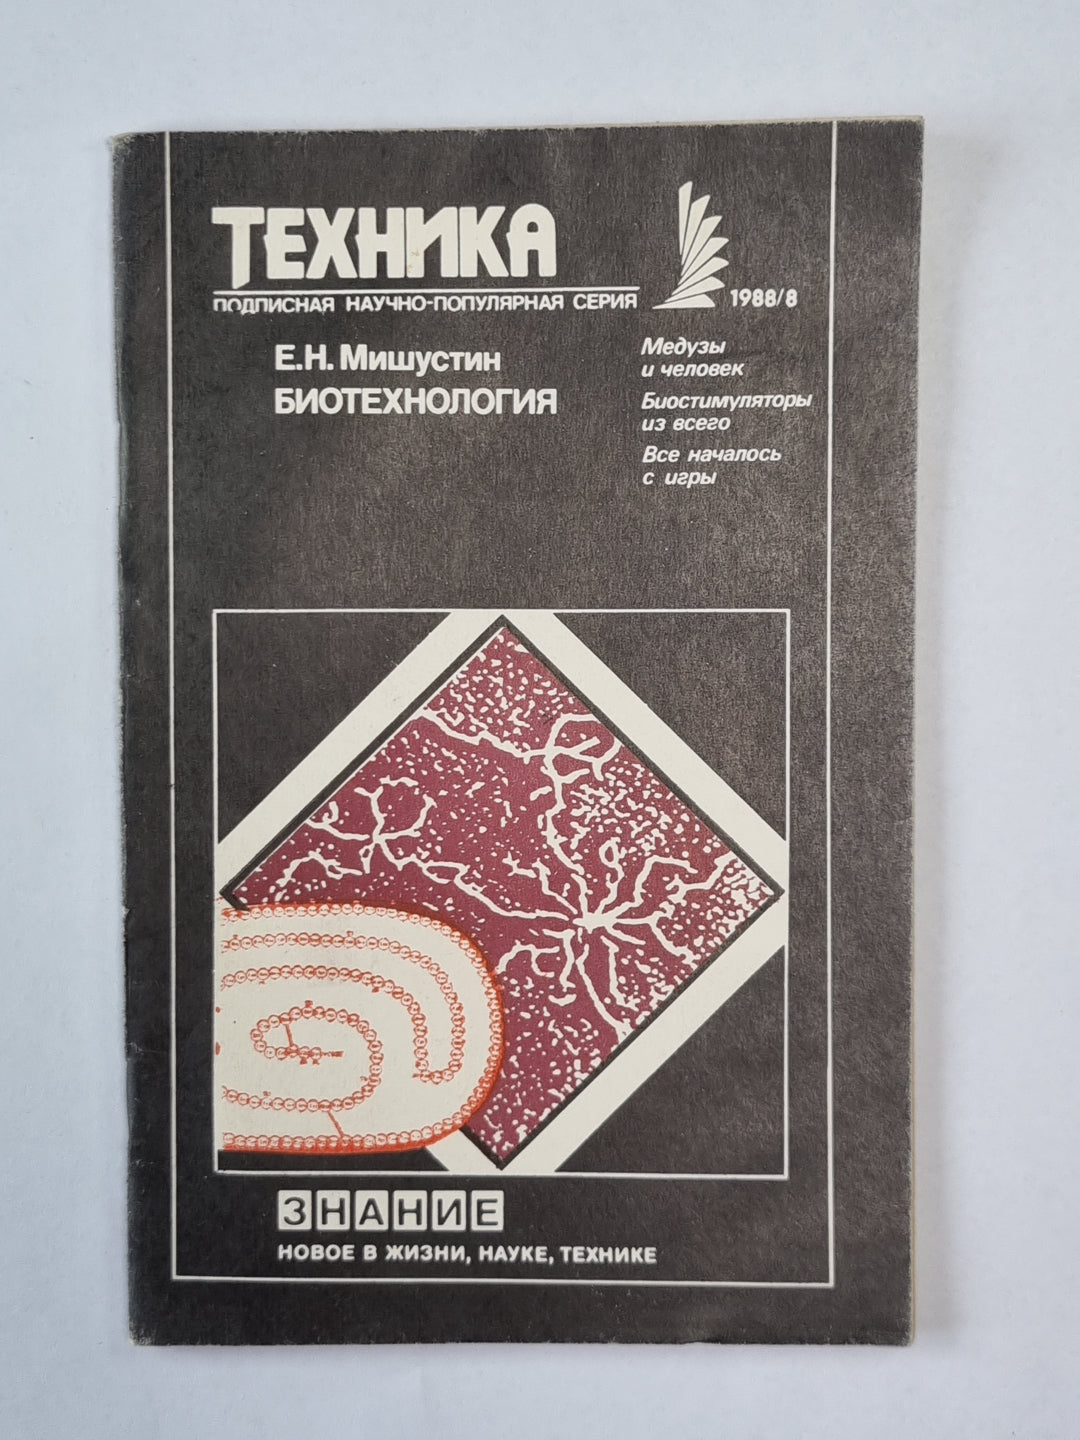 ТЕХНИКА
ПОДПИСНАЯ НАУЧНО-ПОПУЛЯРНАЯ СЕРИЯ
1988/8
Е.Н. Мишустин
БИОТЕХНОЛОГИЯ
Медузы
и человек
Биостимуляторы
из всего
Все началось
с игры
ЗНАНИЕ
НОВОЕ В ЖИЗНИ, НАУКЕ, ТЕХНИКЕ